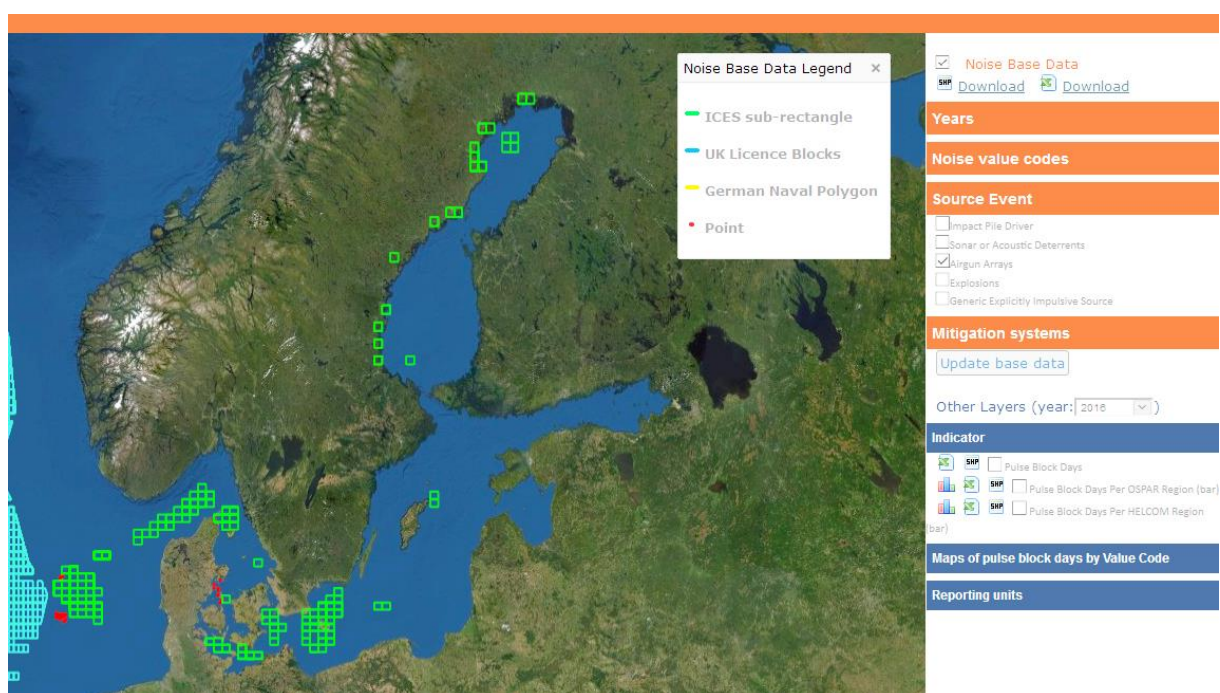 Noise Base Data Legend ×
ICES sub-rectangle
UK Licence Blocks
German Naval Polygon
Point
Noise Base Data
SHP Download Download
Years
Noise value codes
Source Event
Impact Pile Driver
Sonar or Acoustic Deterrents
Airgun Arrays
Explosions
Generic Explicitly Impulsive Source
Mitigation systems
Update base data
Other Layers (year: 2016 )
Indicator
SHP Pulse Block Days
SHP Pulse Block Days Per OSPAR Region (bar)
SHP Pulse Block Days Per HELCOM Region
(bar)
Maps of pulse block days by Value Code
Reporting units